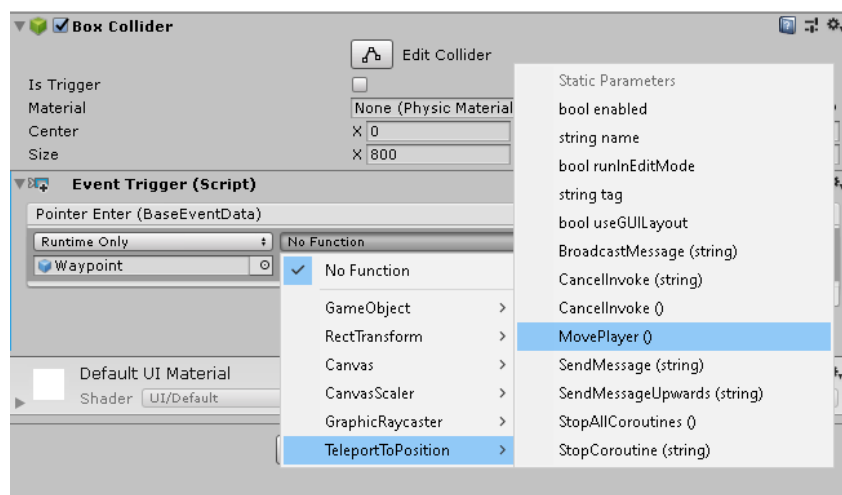 Box Collider
Edit Collider
Is Trigger
Material None (Physic Material
Center X 0
Size X 800
Event Trigger (Script)
Pointer Enter (BaseEventData)
Runtime Only No Function
Waypoint
No Function
GameObject
RectTransform
Canvas
CanvasScaler
GraphicRaycaster
TeleportToPosition
Static Parameters
bool enabled
string name
bool runInEditMode
string tag
bool useGUILayout
BroadcastMessage (string)
CancelInvoke (string)
CancelInvoke ()
MovePlayer ()
SendMessage (string)
SendMessageUpwards (string)
StopAllCoroutines ()
StopCoroutine (string)
Default UI Material
Shader UI/Default